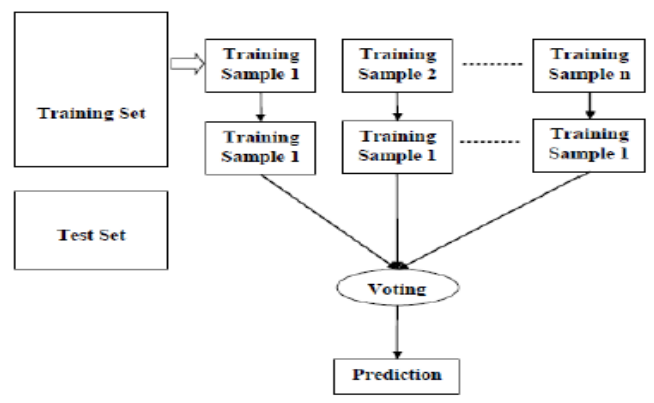 Training Set
Training
Sample 1
Training
Sample 2
Training
Sample n
Training
Sample 1
Training
Sample 1
Training
Sample 1
Test Set
Voting
Prediction